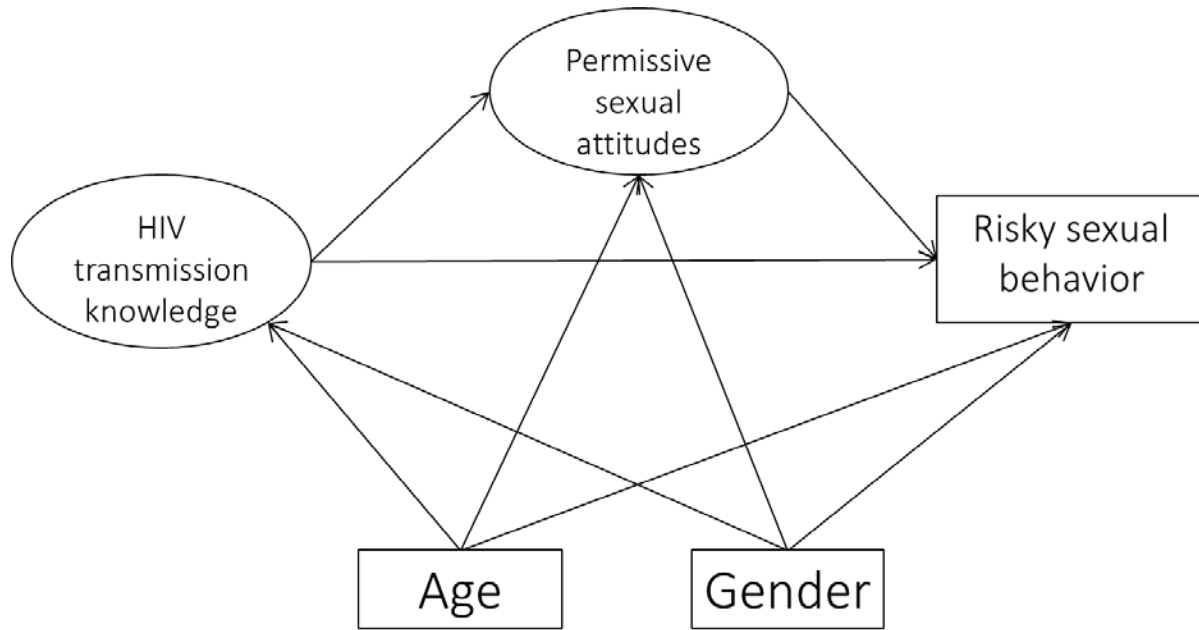 Permissive
sexual
attitudes
HIV
transmission
knowledge
Risky sexual
behavior
Age
Gender